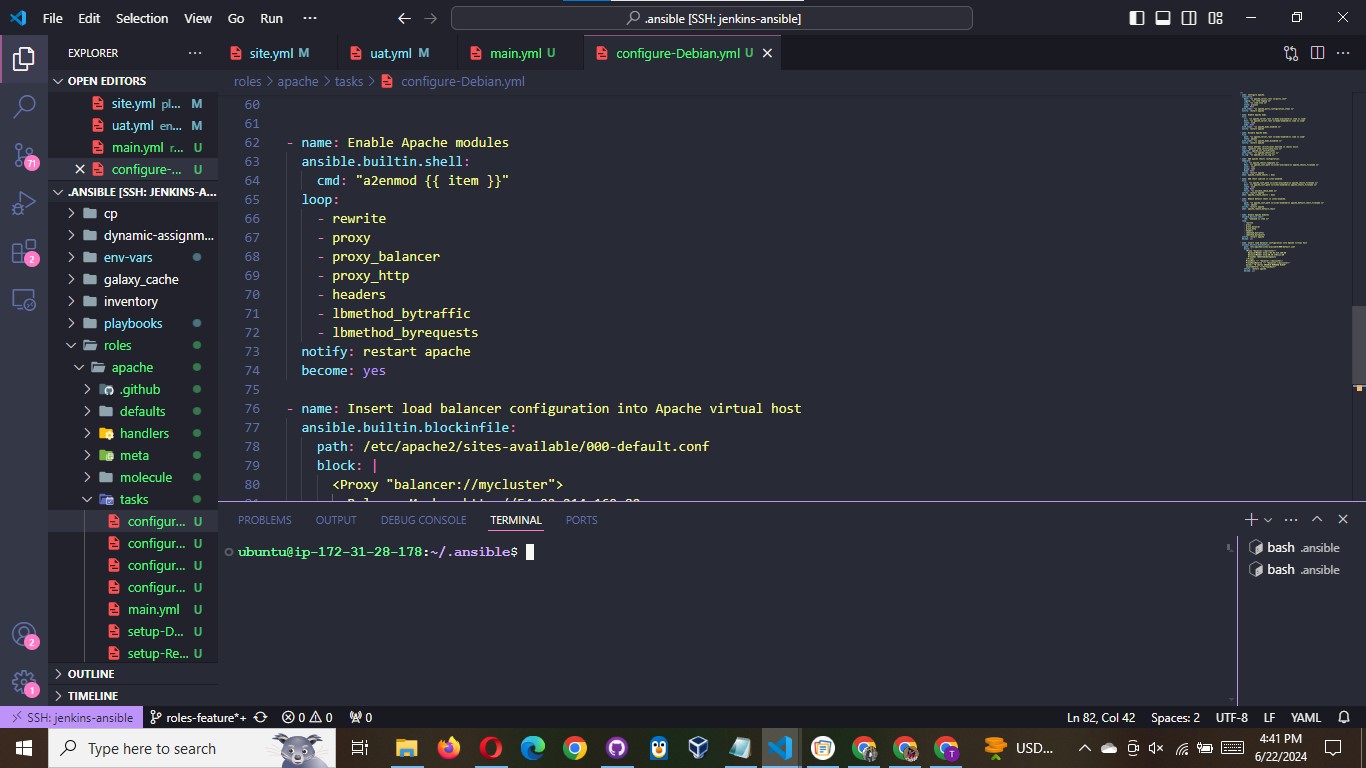 File Edit Selection View Go Run ··· .ansible [SSH: jenkins-ansible]
EXPLORER ···
site.yml M uat.yml M main.yml U configure-Debian.yml U
OPEN EDITORS
site.yml pl... M
uat.yml en... M
main.yml r... U
configure-... U
.ANSIBLE [SSH: JENKINS-A...
cp
dynamic-assignm...
env-vars
galaxy_cache
inventory
playbooks
roles
apache
.github
defaults
handlers
meta
molecule
tasks
configur... U
configur... U
configur... U
configur... U
main.yml U
setup-D... U
setup-Re... U
OUTLINE
TIMELINE
71
2
2
1
roles > apache > tasks > configure-Debian.yml
60
61
62 - name: Enable Apache modules
63 ansible.builtin.shell:
64 cmd: "a2enmod {{ item }}"
65 loop:
66 - rewrite
67 - proxy
68 - proxy_balancer
69 - proxy_http
70 - headers
71 - lbmethod_bytraffic
72 - lbmethod_byrequests
73 notify: restart apache
74 become: yes
75
76 - name: Insert load balancer configuration into Apache virtual host
77 ansible.builtin.blockinfile:
78 path: /etc/apache2/sites-available/000-default.conf
79 block: |
80 <Proxy "balancer://mycluster">
PROBLEMS OUTPUT DEBUG CONSOLE TERMINAL PORTS
ubuntu@ip-172-31-28-178:~/.ansible$
bash .ansible
bash .ansible
SSH: jenkins-ansible roles-feature*+ 0 0 0 Ln 82, Col 42 Spaces: 2 UTF-8 LF YAML
Type here to search USD... 4:41 PM
6/22/2024